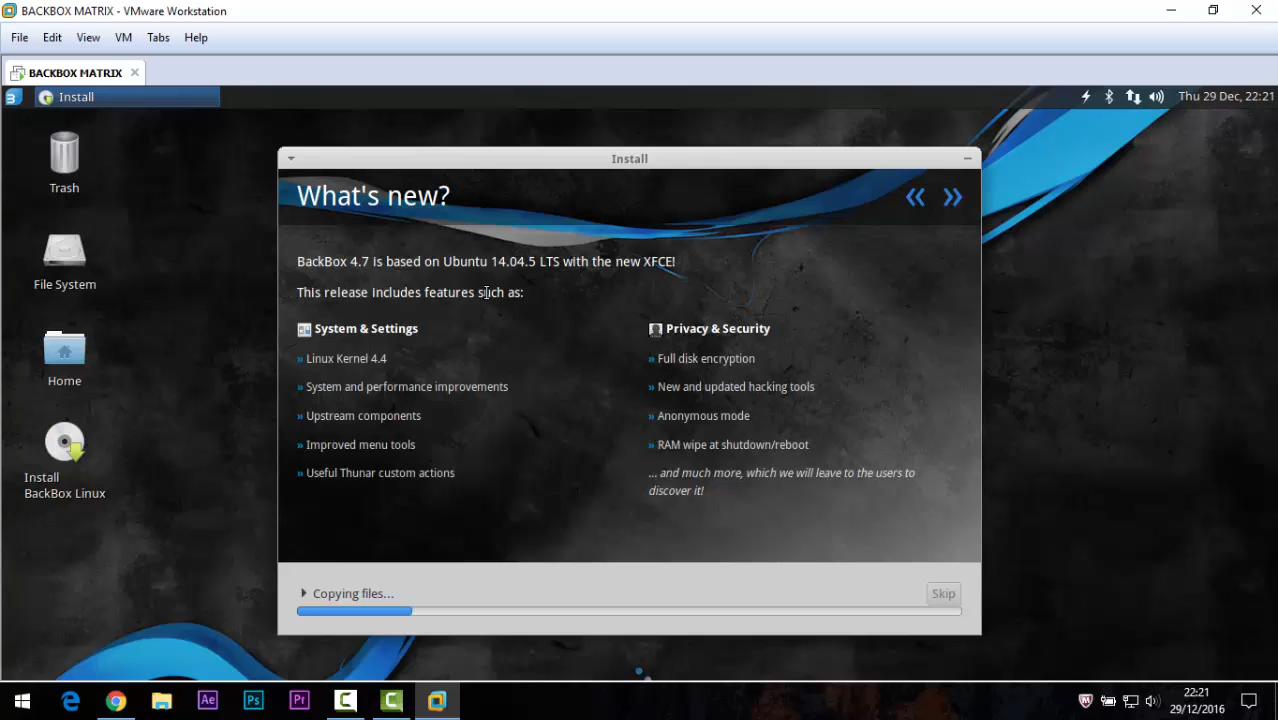 BACKBOX MATRIX - VMware Workstation
File Edit View VM Tabs Help
BACKBOX MATRIX
Install
Thu 29 Dec, 22:21
Trash
File System
Home
Install
BackBox Linux
Install
What's new?
BackBox 4.7 is based on Ubuntu 14.04.5 LTS with the new XFCE!
This release includes features such as:
System & Settings
» Linux Kernel 4.4
» System and performance improvements
» Upstream components
» Improved menu tools
» Useful Thunar custom actions
Privacy & Security
» Full disk encryption
» New and updated hacking tools
» Anonymous mode
» RAM wipe at shutdown/reboot
... and much more, which we will leave to the users to
discover it!
Copying files...
Skip
Ae
Ps
Pr
22:21
29/12/2016